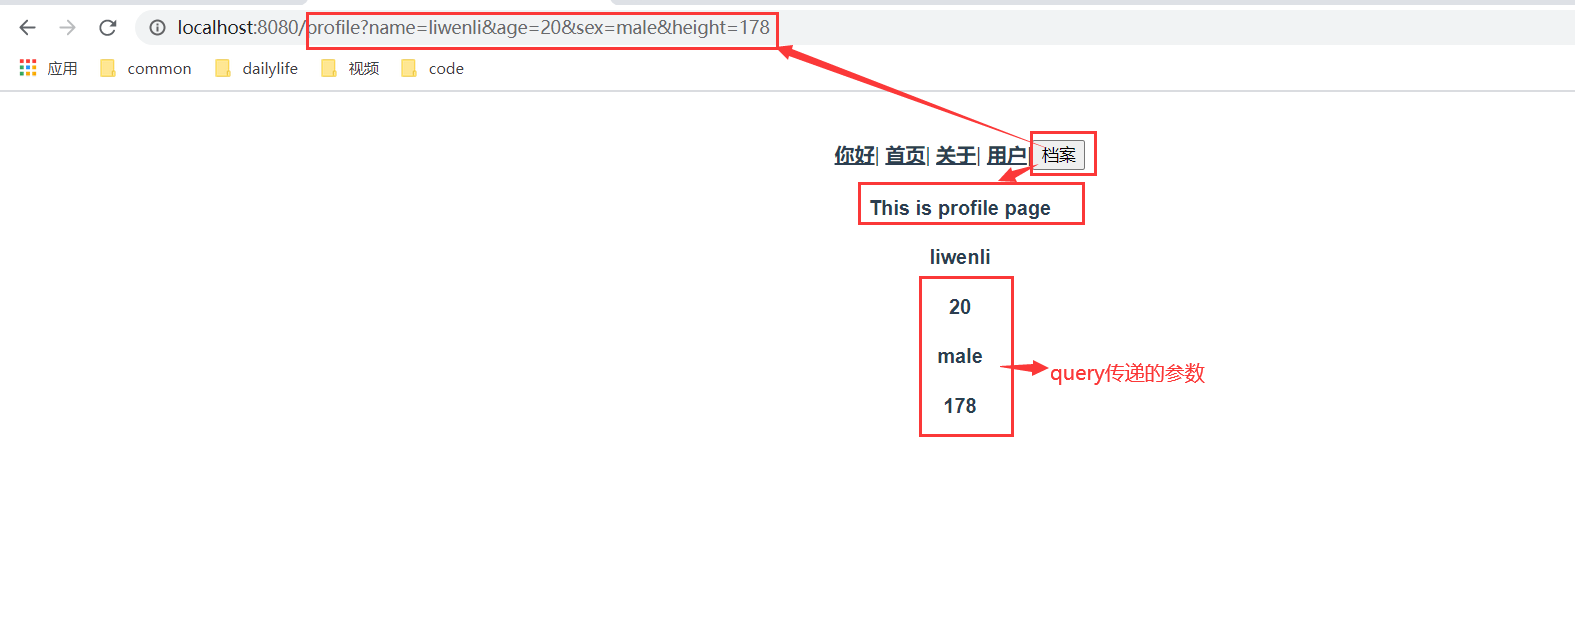 localhost:8080/profile?name=liwenli&age=20&sex=male&height=178
应用 common dailylife 视频 code
你好| 首页| 关于| 用户| 档案
This is profile page
liwenli
20
male
query传递的参数
178